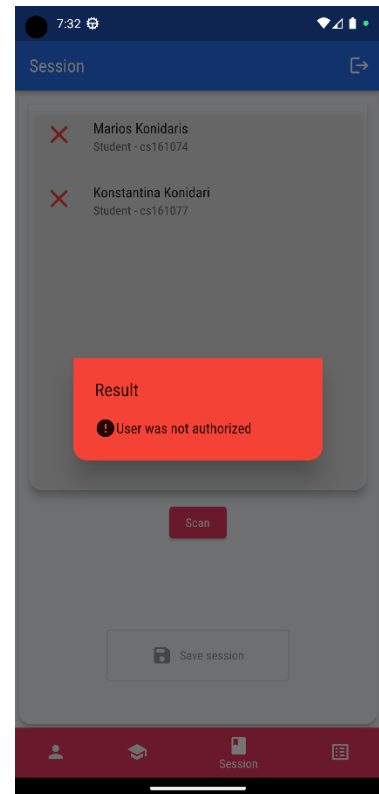 7:32
Session
Marios Konidaris
Student - cs161074
Konstantina Konidari
Student - cs161077
Result
User was not authorized
Scan
Save session
Session